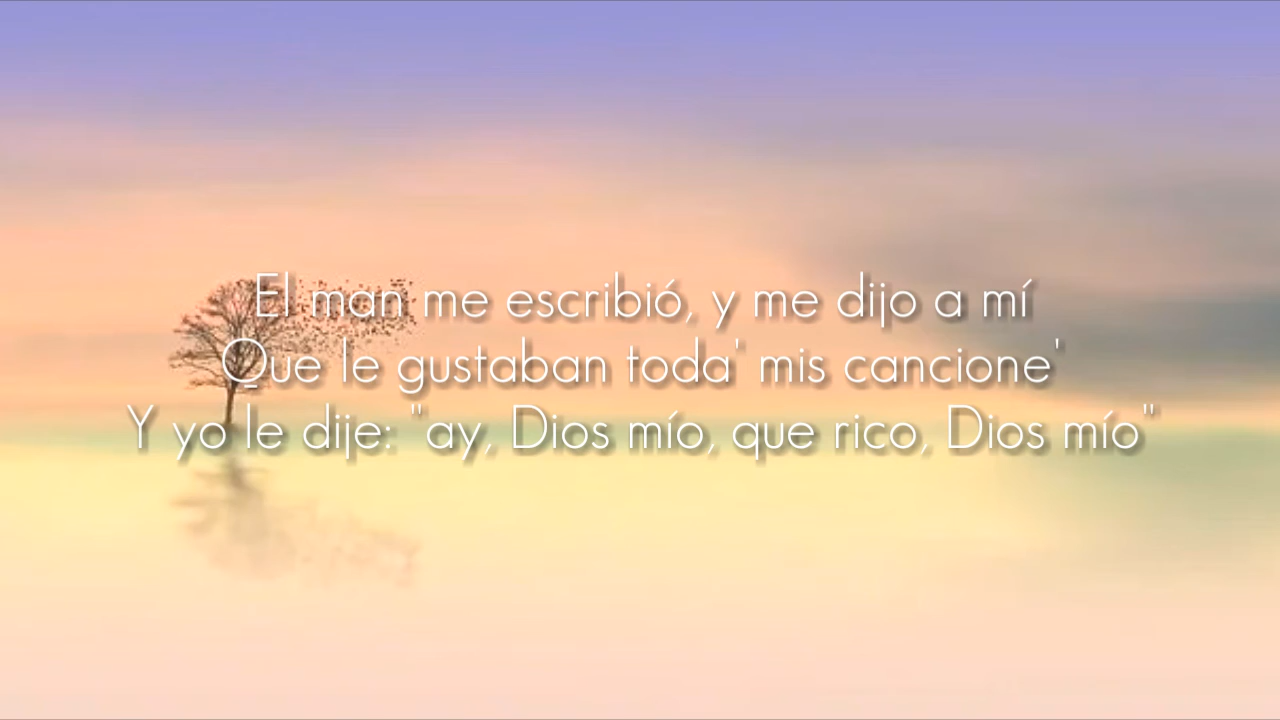 El man me escribió, y me dijo a mí
Que le gustaban toda' mis cancione'
Y yo le dije: "ay, Dios mío, que rico, Dios mío"